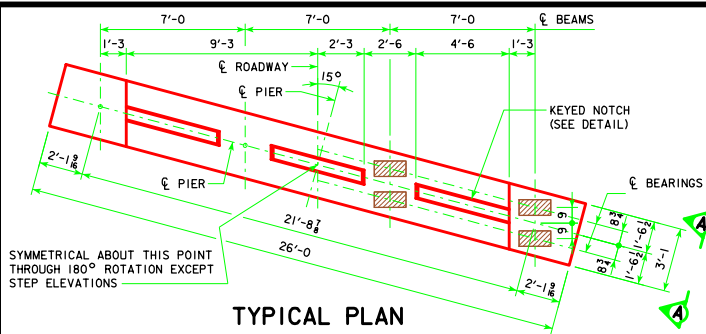 7'-0 7'-0 7'-0 ℄ BEAMS
1'-3 9'-3 2'-3 2'-6 4'-6 1'-3
℄ ROADWAY
15°
℄ PIER
KEYED NOTCH
(SEE DETAIL)
2'-1 9/16
℄ PIER
℄ BEARINGS
9
9
8 3/4
1'-6 1/2
8 3/4
1'-6 1/2
3'-1
A
A
21'-8 7/8
26'-0
2'-1 9/16
SYMMETRICAL ABOUT THIS POINT
THROUGH 180° ROTATION EXCEPT
STEP ELEVATIONS
TYPICAL PLAN